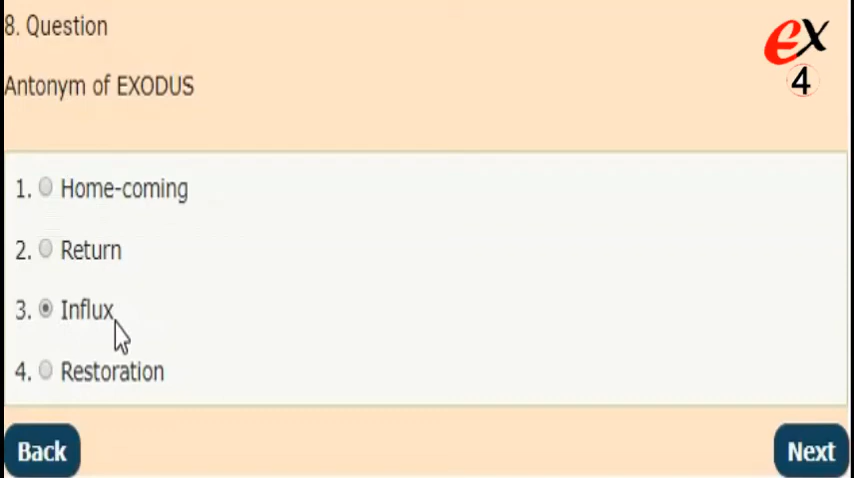 8. Question
ex
4
Antonym of EXODUS
1. Home-coming
2. Return
3. Influx
4. Restoration
Back
Next